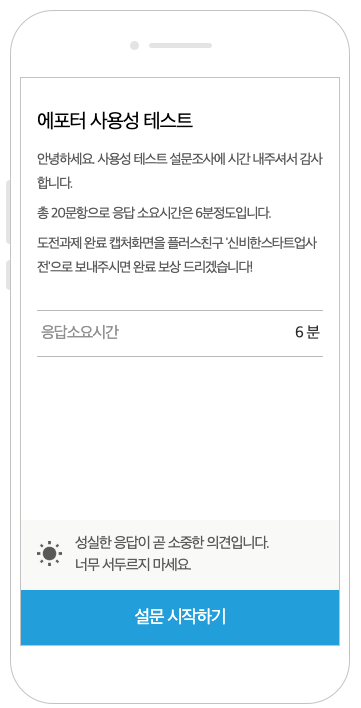 에포터 사용성 테스트
안녕하세요. 사용성 테스트 설문조사에 시간 내주셔서 감사
합니다.
총 20문항으로 응답 소요시간은 6분정도입니다.
도전과제 완료 캡처화면을 플러스친구 '신비한스타트업사
전'으로 보내주시면 완료 보상 드리겠습니다!
응답소요시간 6 분
성실한 응답이 곧 소중한 의견입니다.
너무 서두르지 마세요.
설문 시작하기